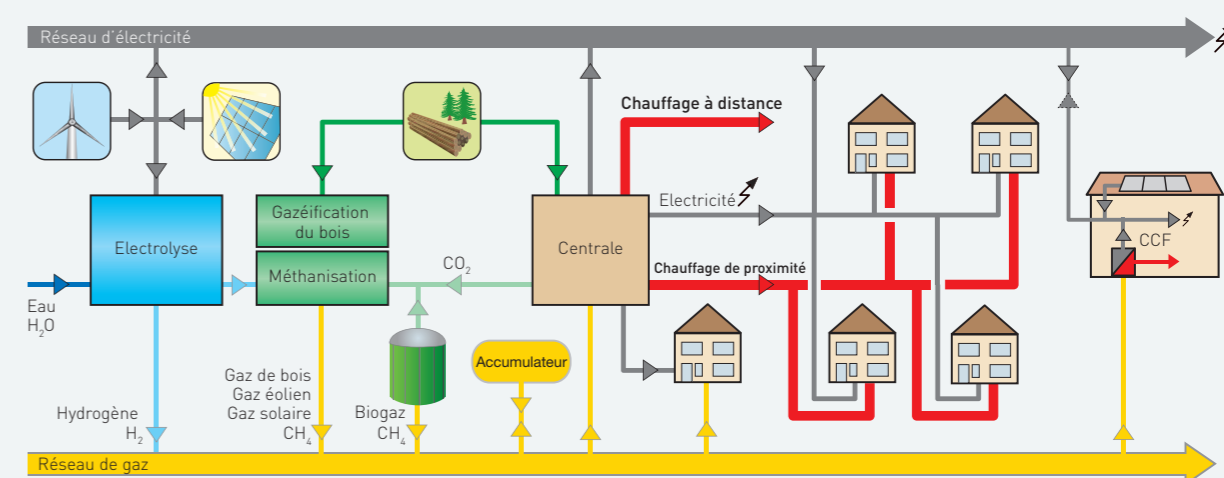 Réseau d'électricité
Chauffage à distance
Electricité
Gazéification
du bois
Electrolyse
Centrale
CCF
Méthanisation
CO₂
Chauffage de proximité
Eau
H₂O
Accumulateur
Gaz de bois
Gaz éolien
Gaz solaire
CH₄
Hydrogène
H₂
Biogaz
CH₄
Réseau de gaz